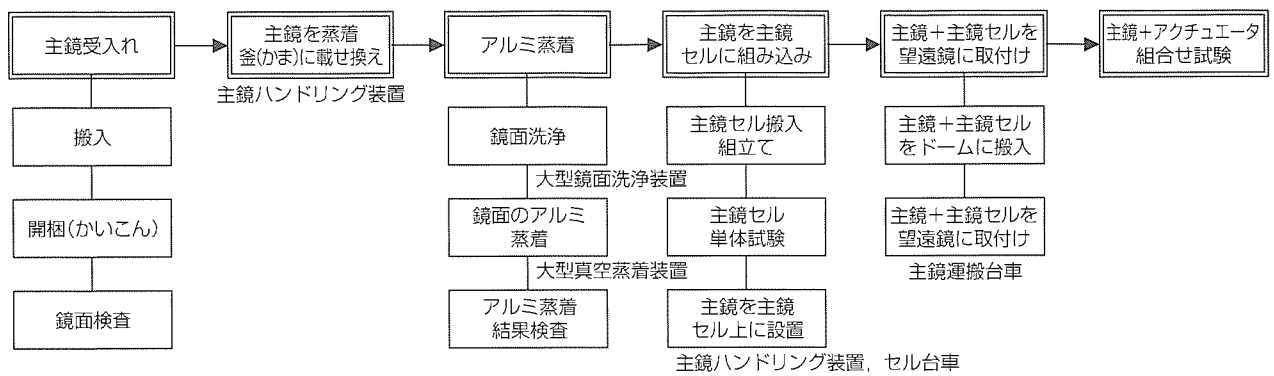 主鏡受入れ
主鏡を蒸着
釜(かま)に載せ換え
アルミ蒸着
主鏡を主鏡
セルに組み込み
主鏡+主鏡セルを
望遠鏡に取付け
主鏡+アクチュエータ
組合せ試験
主鏡ハンドリング装置
搬入
開梱(かいこん)
鏡面検査
鏡面洗浄
大型鏡面洗浄装置
鏡面のアルミ
蒸着
大型真空蒸着装置
アルミ蒸着
結果検査
主鏡セル搬入
組立て
主鏡セル
単体試験
主鏡を主鏡
セル上に設置
主鏡ハンドリング装置, セル台車
主鏡+主鏡セル
をドームに搬入
主鏡+主鏡セルを
望遠鏡に取付け
主鏡運搬台車